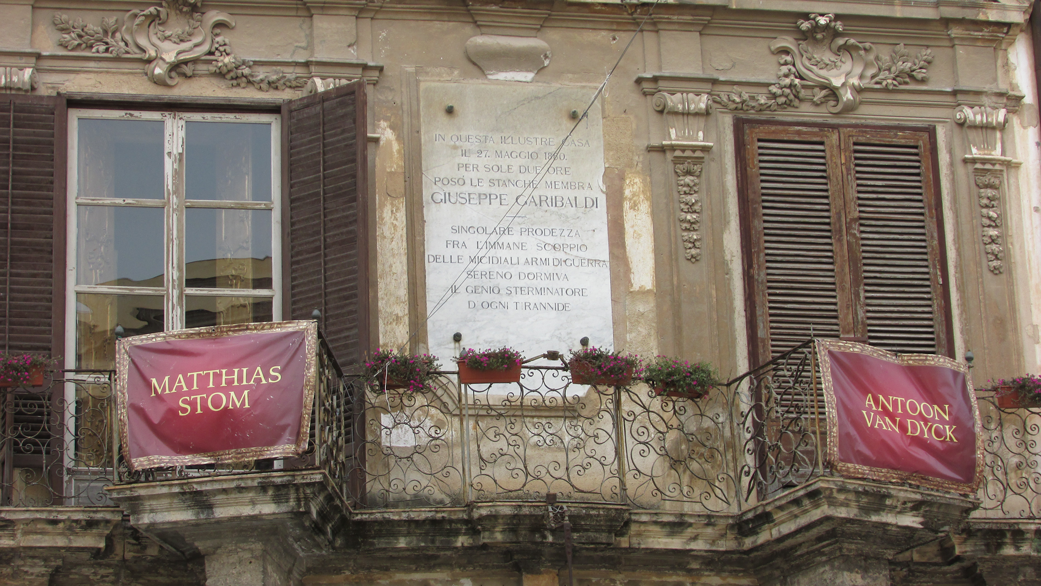 IN QUESTA ILLUSTRE CASA
IL 27. MAGGIO 1860.
PER SOLE DUE ORE
POSÒ LE STANCHE MEMBRA
GIUSEPPE GARIBALDI
SINGOLARE PRODEZZA
FRA L'IMMANE SCOPPIO
DELLE MICIDIALI ARMI DI GUERRA
SERENO DORMIVA
IL GENIO STERMINATORE
D'OGNI TIRANNIDE.
MATTHIAS
STOM
ANTOON
VAN DYCK